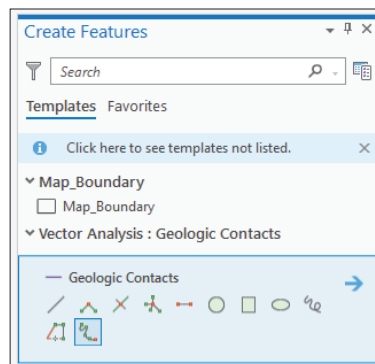 Create Features
Search
Templates Favorites
Click here to see templates not listed.
Map_Boundary
Map_Boundary
Vector Analysis : Geologic Contacts
Geologic Contacts